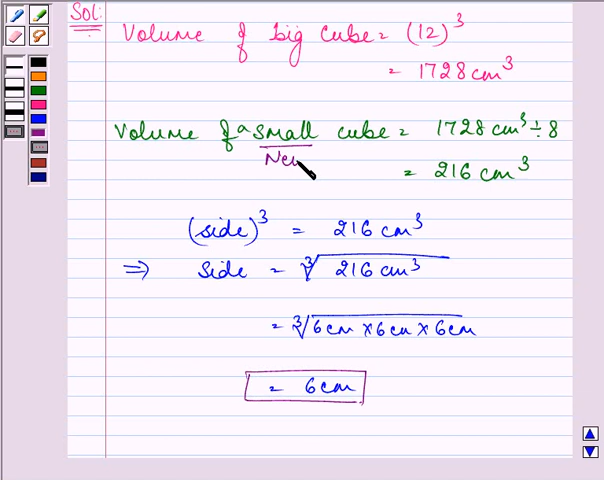 Sol:
Volume of big cube = (12)³
= 1728 cm³
Volume of a small cube = 1728 cm³ ÷ 8
New
= 216 cm³
(side)³ = 216 cm³
⇒ side = ∛216 cm³
= ∛6cm × 6cm × 6cm
= 6cm